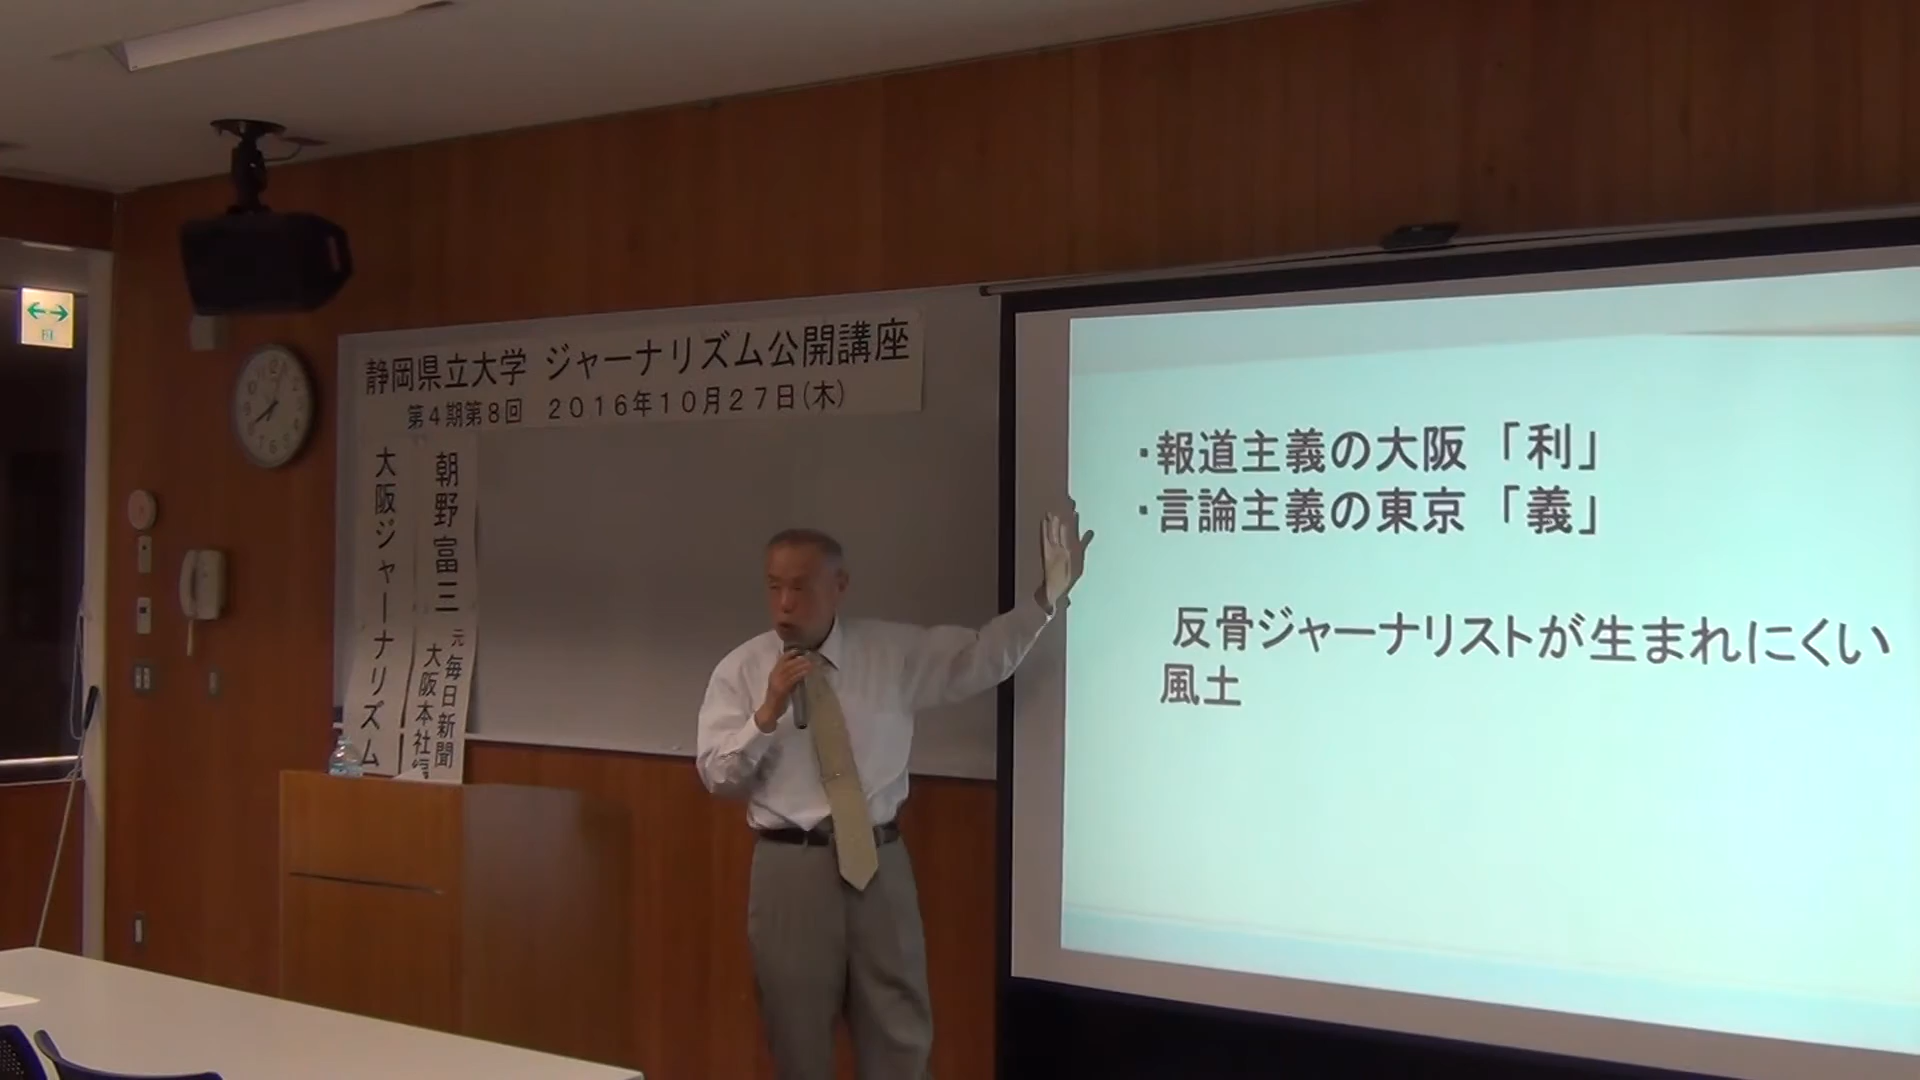 静岡県立大学 ジャーナリズム公開講座
第4期第8回 2016年10月27日(木)
朝野富三
元毎日新聞
大阪本社編
大阪ジャーナリズム
・報道主義の大阪 「利」
・言論主義の東京 「義」
反骨ジャーナリストが生まれにくい
風土